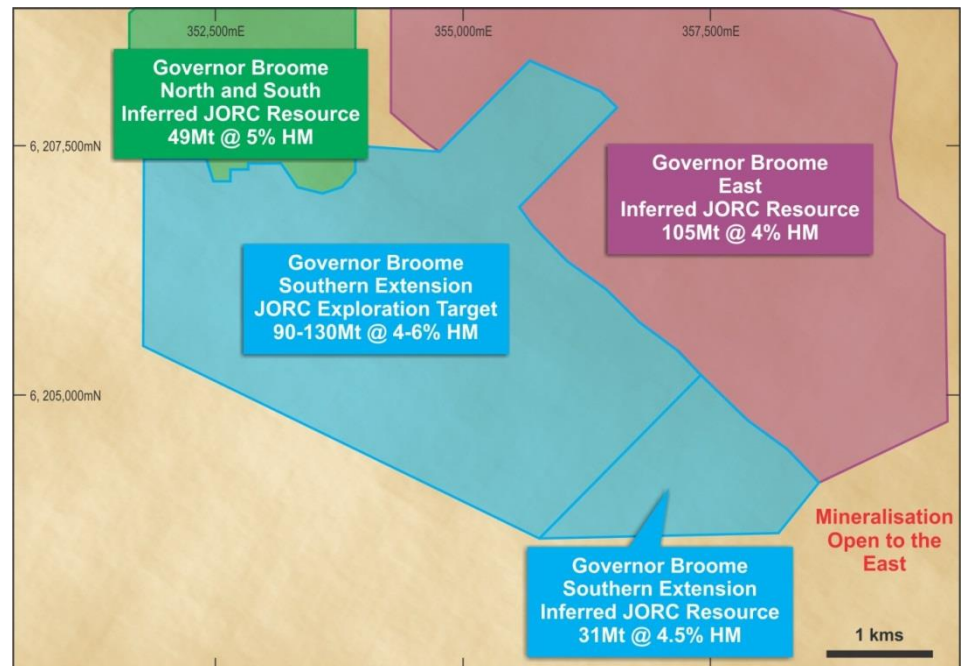 352,500mE
355,000mE
357,500mE
Governor Broome
North and South
Inferred JORC Resource
49Mt @ 5% HM
6, 207,500mN
Governor Broome
East
Inferred JORC Resource
105Mt @ 4% HM
Governor Broome
Southern Extension
JORC Exploration Target
90-130Mt @ 4-6% HM
6, 205,000mN
Mineralisation
Open to the
East
Governor Broome
Southern Extension
Inferred JORC Resource
31Mt @ 4.5% HM
1 kms